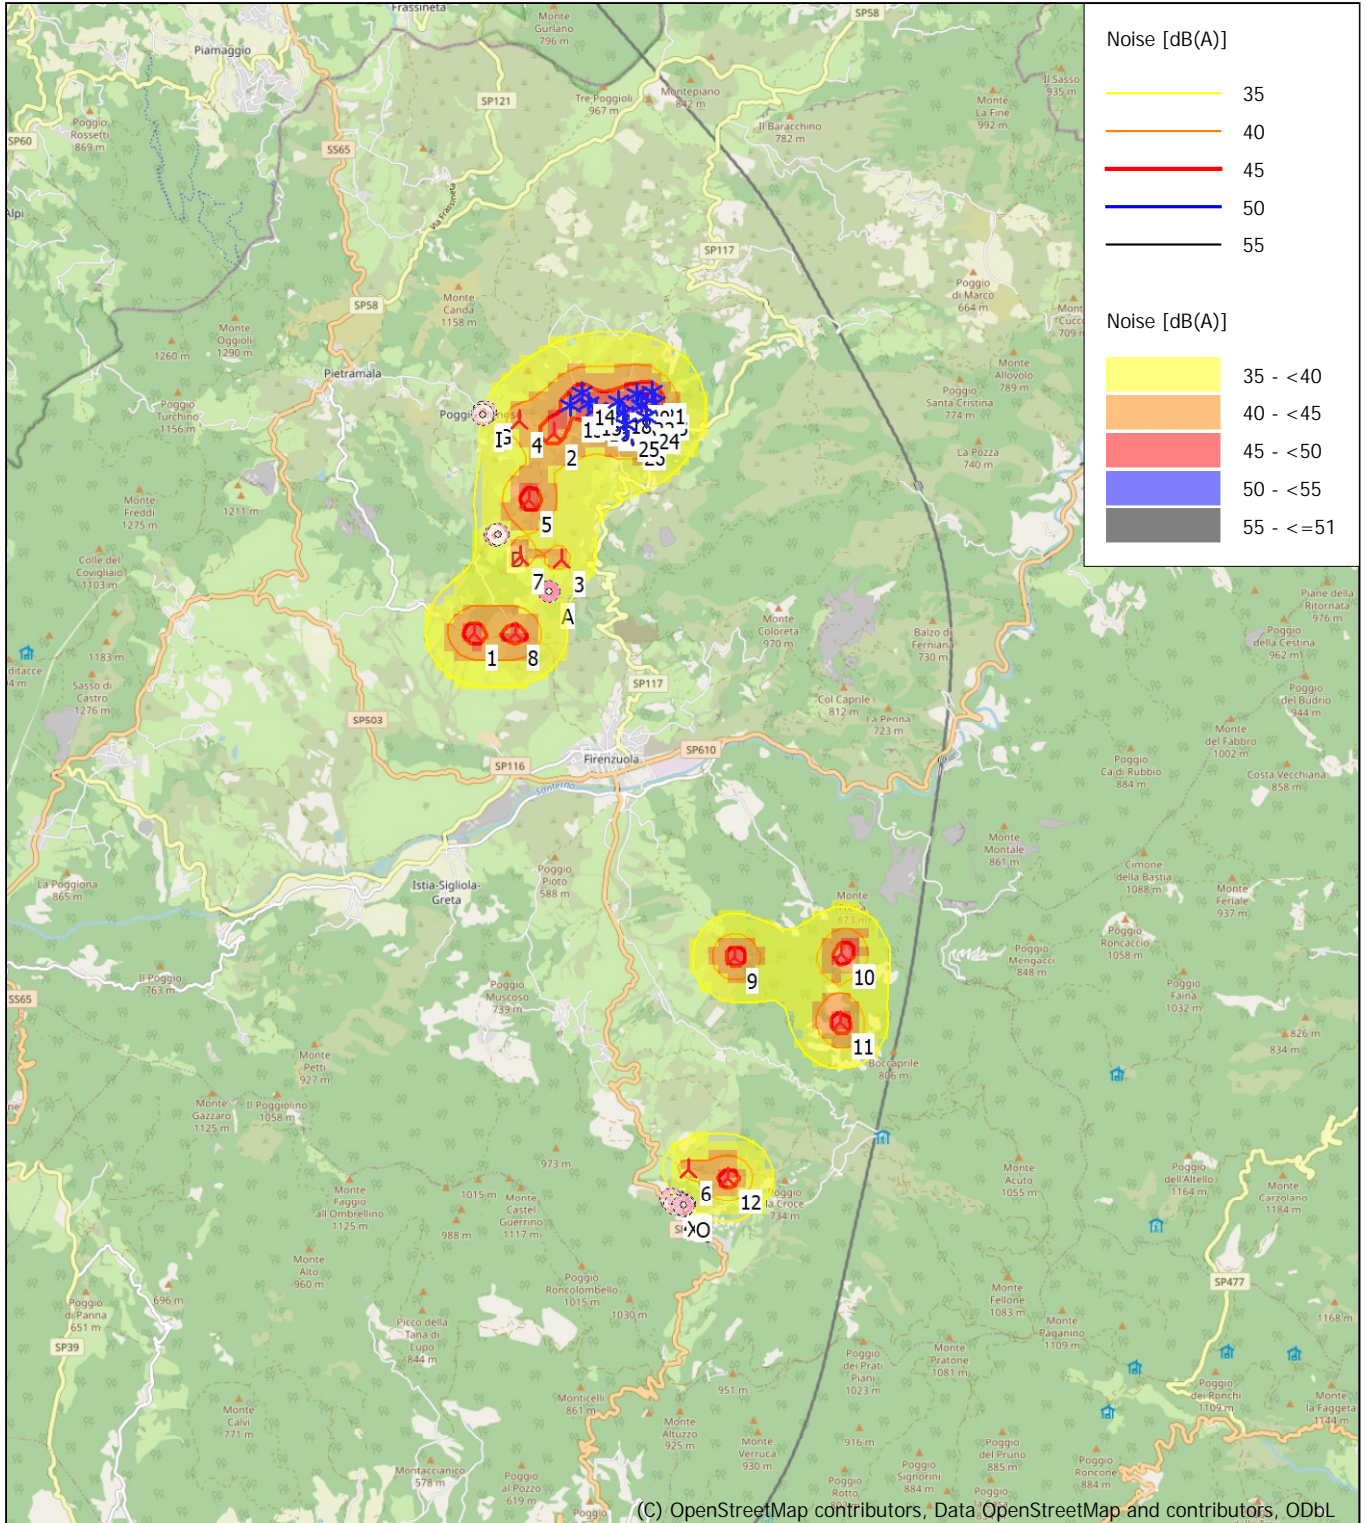 Frassineta
Monte
Gurlano
796 m
SP58
Piamaggio
SP121
Tre Poggioli
967 m
Montepiano
842 m
Il Sasso
935 m
Monte
La Fine
992 m
Poggio
Rossetti
869 m
SP60
SS65
Il Baracchino
782 m
Via Frassineta
Alpi
SP117
Poggio
di Marco
664 m
SP58
Monte
Canda
1158 m
Monte
Oggioli
1290 m
1260 m
Monte
Allovolo
789 m
Pietramala
Poggio
Turchino
1156 m
Poggio
Santa Cristina
774 m
La Pozza
740 m
4
2
14
25
24
5
1211 m
Monte
Freddi
1275 m
Colle del
Covigliaio
1103 m
D
7
3
A
Piane della
Ritornata
976 m
Monte
Coloreta
970 m
Balzo di
Ferniana
730 m
Poggio
della Cestina
962 m
1
8
1183 m
Sasso di
Castro
1276 m
SP117
SP503
Col Caprile
812 m
La Penna
723 m
Poggio
del Budrio
944 m
Monte
del Fabbro
1002 m
SP610
SP116
Firenzuola
Santerno
Poggio
Ca di Rubbio
884 m
Costa Vecchiana
858 m
Monte
Montale
861 m
Cimone
della Bastia
1088 m
Poggio
Pioto
588 m
La Poggiona
865 m
Istia-Sigliola-
Greta
Monte
Feriale
937 m
Monte
873 m
Poggio
Roncaccio
1058 m
Poggio
Mengacci
848 m
9
10
Il Poggio
763 m
Poggio
Muscoso
739 m
Poggio
Faina
1032 m
SS65
11
826 m
834 m
Monte
Petti
927 m
Boccaprile
806 m
Monte
Gazzaro
1125 m
Il Poggiolino
1058 m
973 m
Monte
Acuto
1055 m
Poggio
dell'Altello
1164 m
Monte
Carzolano
1184 m
6
12
Poggio
la Croce
734 m
Monte
Faggio
all'Ombrellino
1125 m
1015 m
988 m
Monte
Castel
Guerrino
1117 m
XO
Monte
Alto
960 m
Poggio
Roncolombello
1015 m
1030 m
SP477
Monte
Fellone
1083 m
Poggio
di Panna
651 m
696 m
Picco della
Tana di
Lupo
844 m
Monte
Paganino
1109 m
1168 m
SP39
Poggio
dei Prati
Piani
1023 m
Monte
Pratone
1081 m
951 m
Poggio
dei Ronchi
1109 m
Monte
la Faggeta
1144 m
Monte
Calvi
771 m
Monticelli
861 m
Monte
Altuzzo
925 m
Monte
Verruca
930 m
916 m
Poggio
del Pruno
885 m
Montaccianico
578 m
Poggio
al Pozzo
619 m
Poggio
Rotto
Poggio
Signorini
884 m
Poggio
Roncone
884 m
Noise [dB(A)]
35
40
45
50
55
Noise [dB(A)]
35 - <40
40 - <45
45 - <50
50 - <55
55 - <=51
(C) OpenStreetMap contributors, Data OpenStreetMap and contributors, ODbL